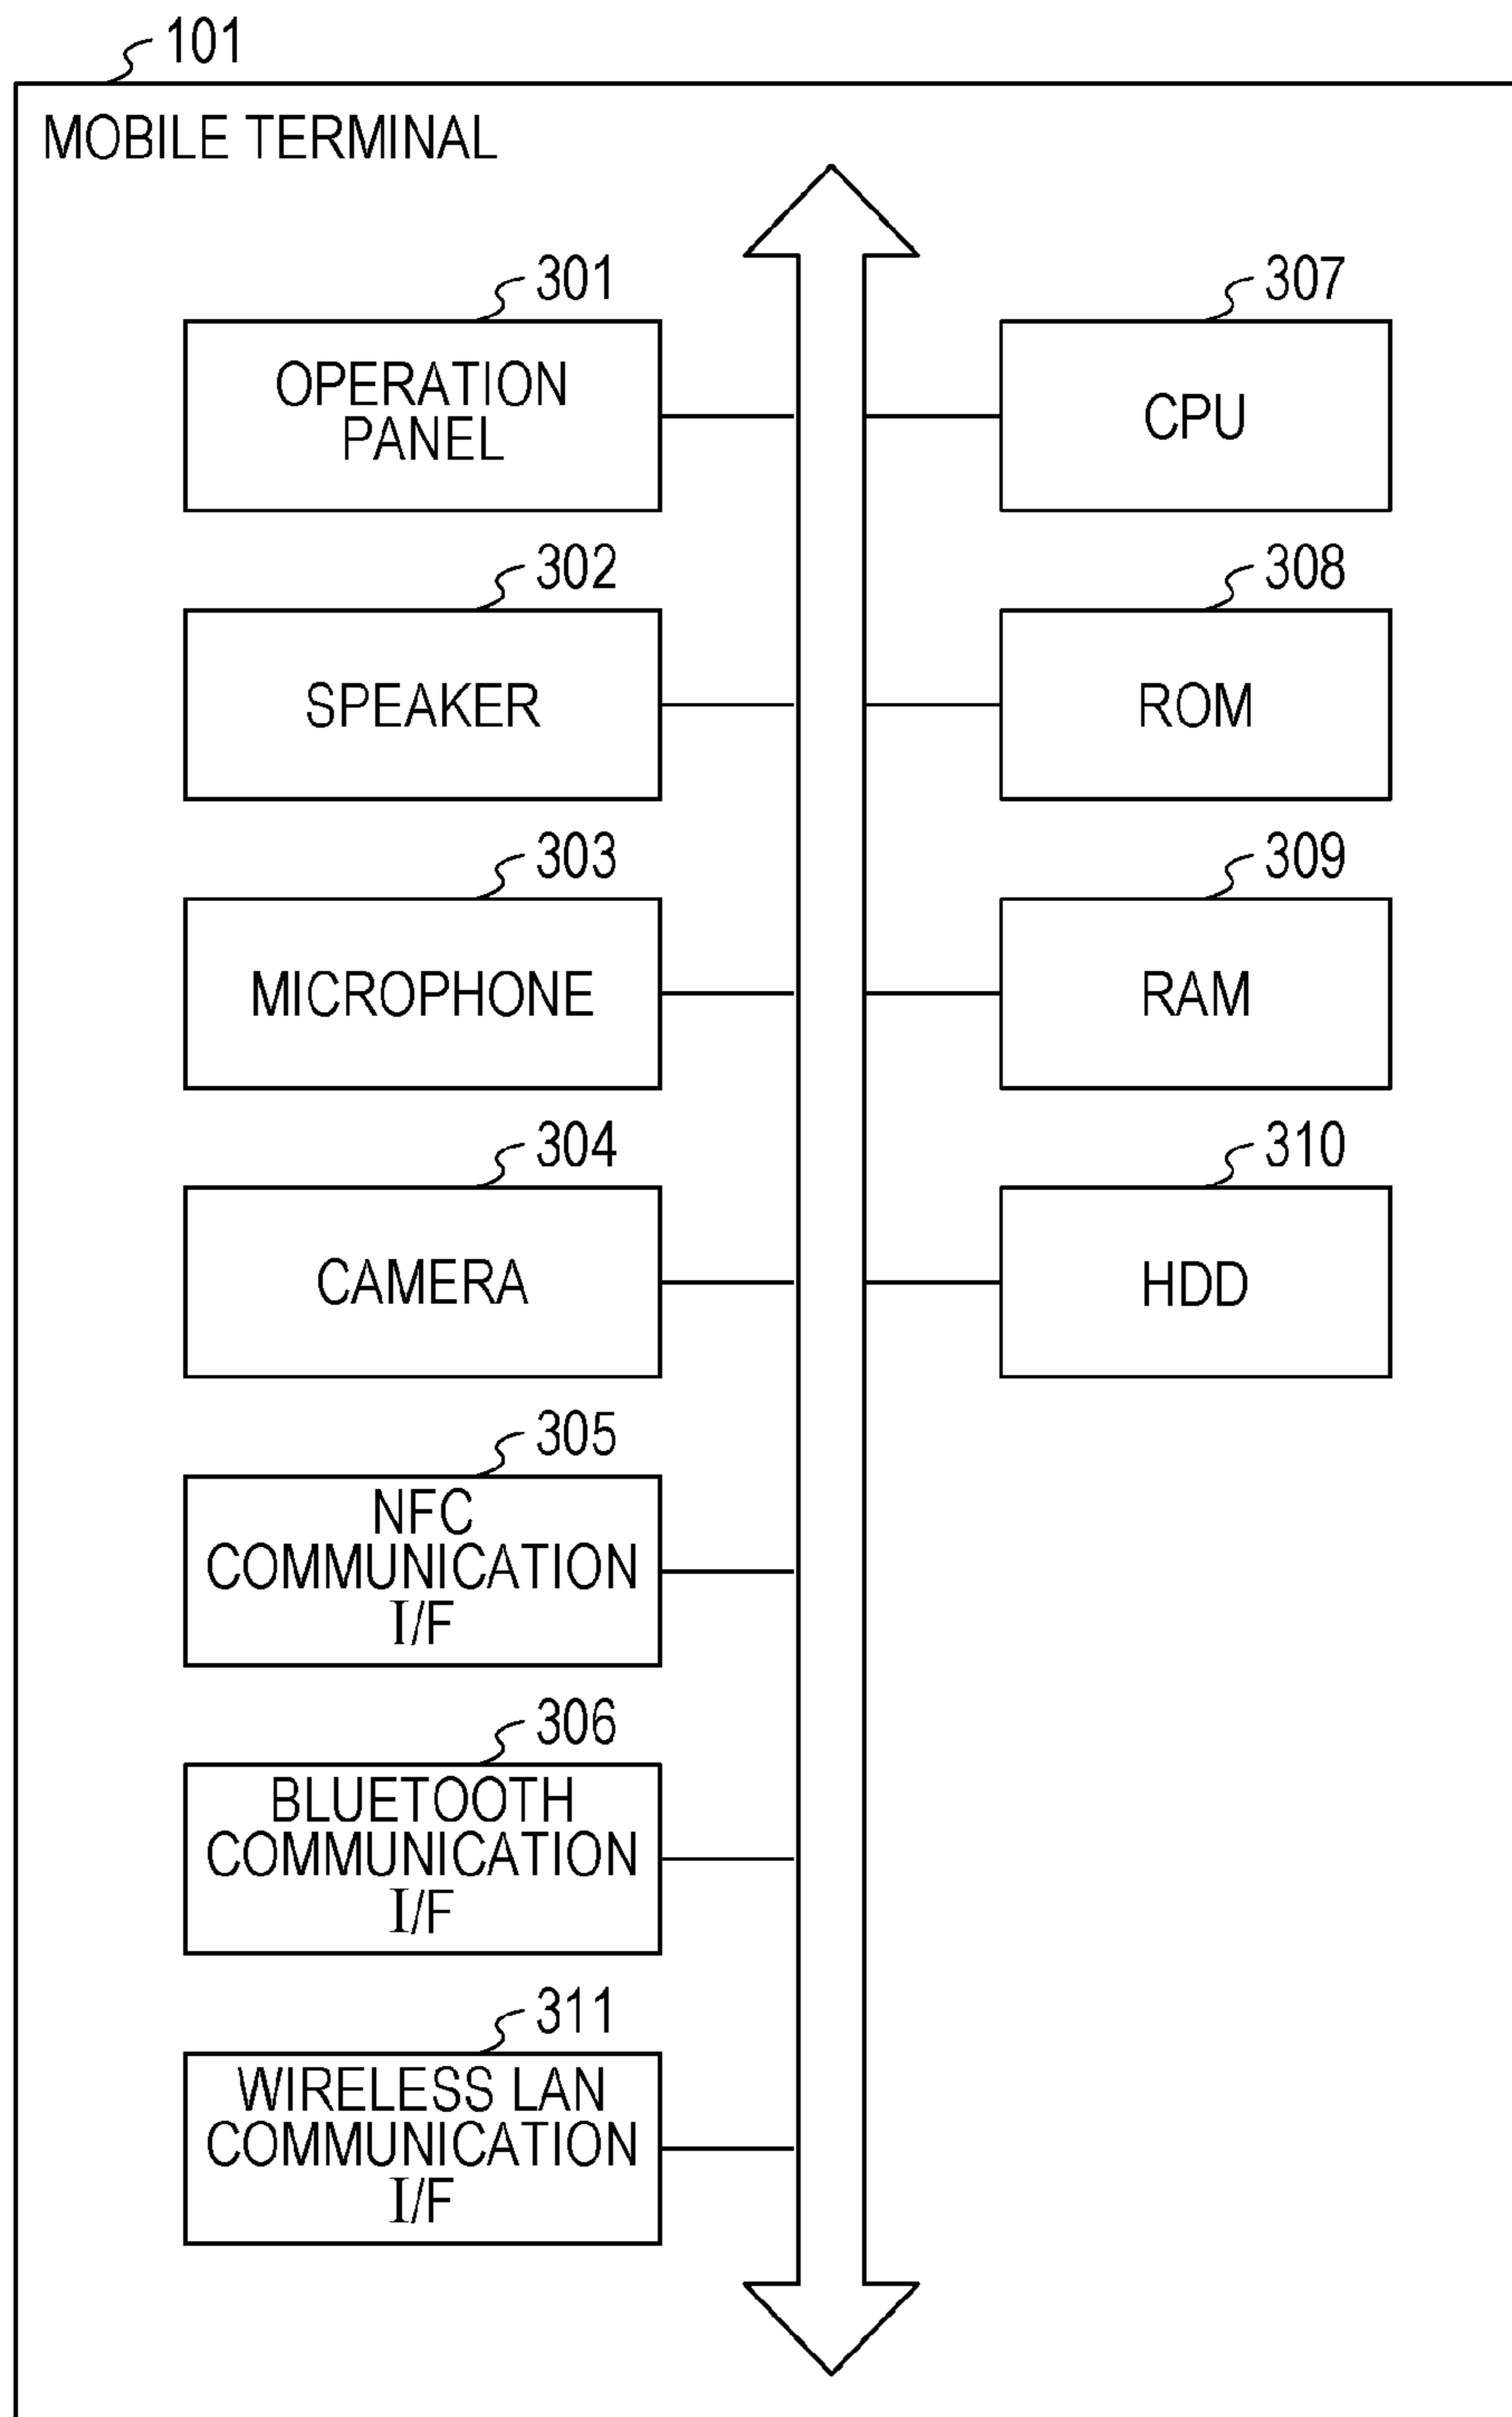 101
MOBILE TERMINAL
301
OPERATION
PANEL
302
SPEAKER
303
MICROPHONE
304
CAMERA
305
NFC
COMMUNICATION
I/F
306
BLUETOOTH
COMMUNICATION
I/F
311
WIRELESS LAN
COMMUNICATION
I/F
307
CPU
308
ROM
309
RAM
310
HDD